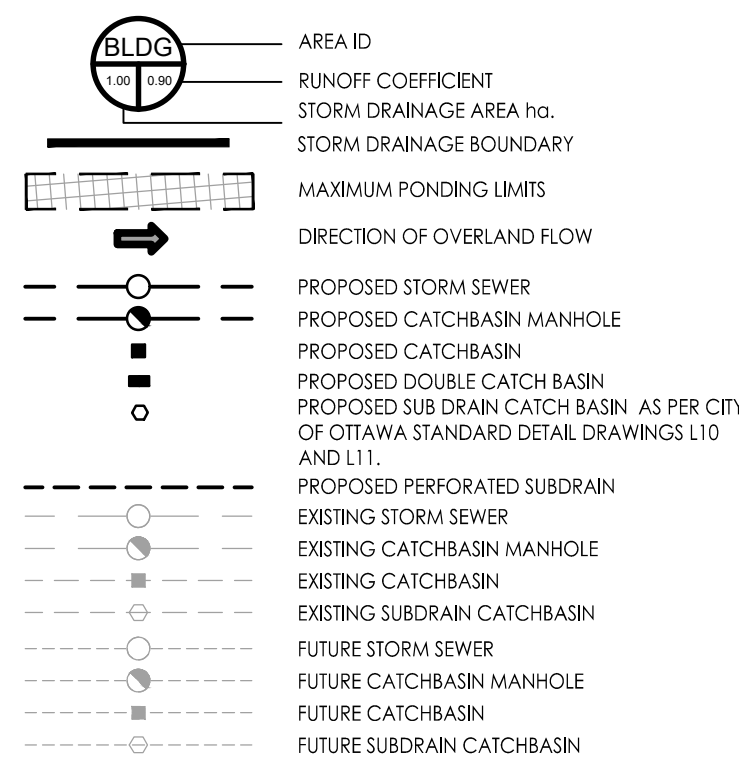 BLDG AREA ID
1.00 0.90 RUNOFF COEFFICIENT
STORM DRAINAGE AREA ha.
STORM DRAINAGE BOUNDARY
MAXIMUM PONDING LIMITS
DIRECTION OF OVERLAND FLOW
PROPOSED STORM SEWER
PROPOSED CATCHBASIN MANHOLE
PROPOSED CATCHBASIN
PROPOSED DOUBLE CATCH BASIN
PROPOSED SUB DRAIN CATCH BASIN AS PER CITY
OF OTTAWA STANDARD DETAIL DRAWINGS L10
AND L11.
PROPOSED PERFORATED SUBDRAIN
EXISTING STORM SEWER
EXISTING CATCHBASIN MANHOLE
EXISTING CATCHBASIN
EXISTING SUBDRAIN CATCHBASIN
FUTURE STORM SEWER
FUTURE CATCHBASIN MANHOLE
FUTURE CATCHBASIN
FUTURE SUBDRAIN CATCHBASIN